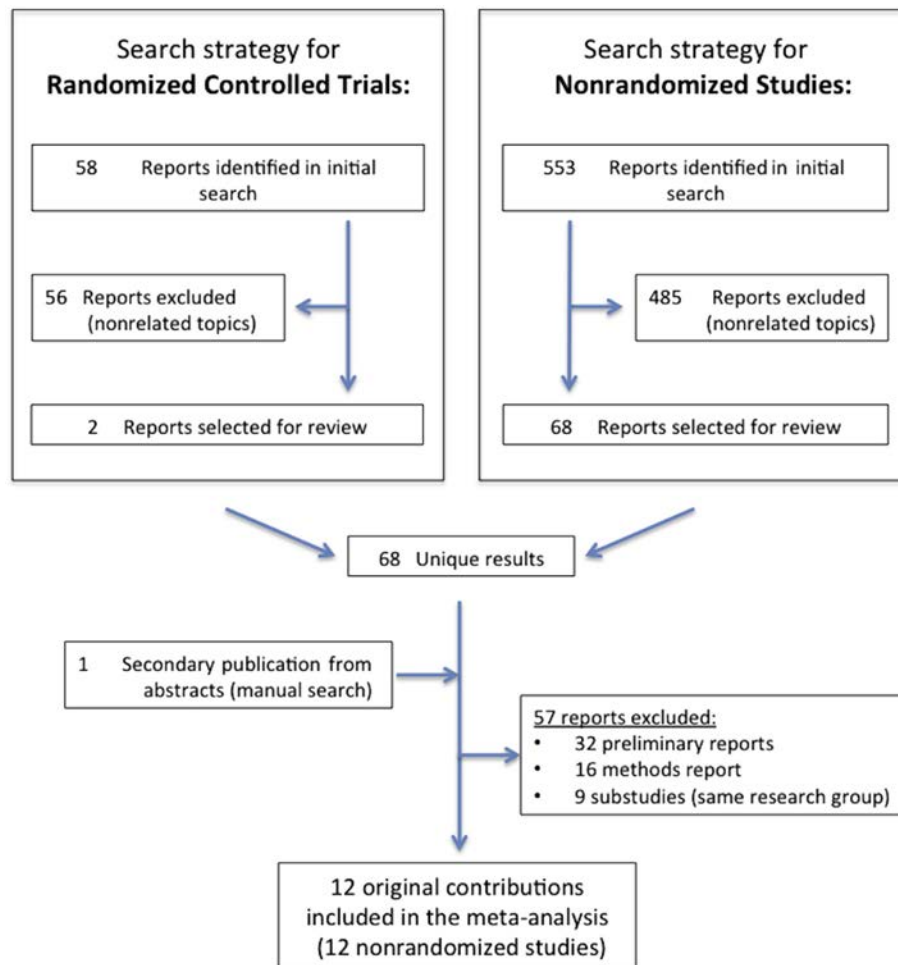 Search strategy for
Randomized Controlled Trials:
58 Reports identified in initial
search
56 Reports excluded
(nonrelated topics)
2 Reports selected for review
Search strategy for
Nonrandomized Studies:
553 Reports identified in initial
search
485 Reports excluded
(nonrelated topics)
68 Reports selected for review
68 Unique results
1 Secondary publication from
abstracts (manual search)
57 reports excluded:
• 32 preliminary reports
• 16 methods report
• 9 substudies (same research group)
12 original contributions
included in the meta-analysis
(12 nonrandomized studies)